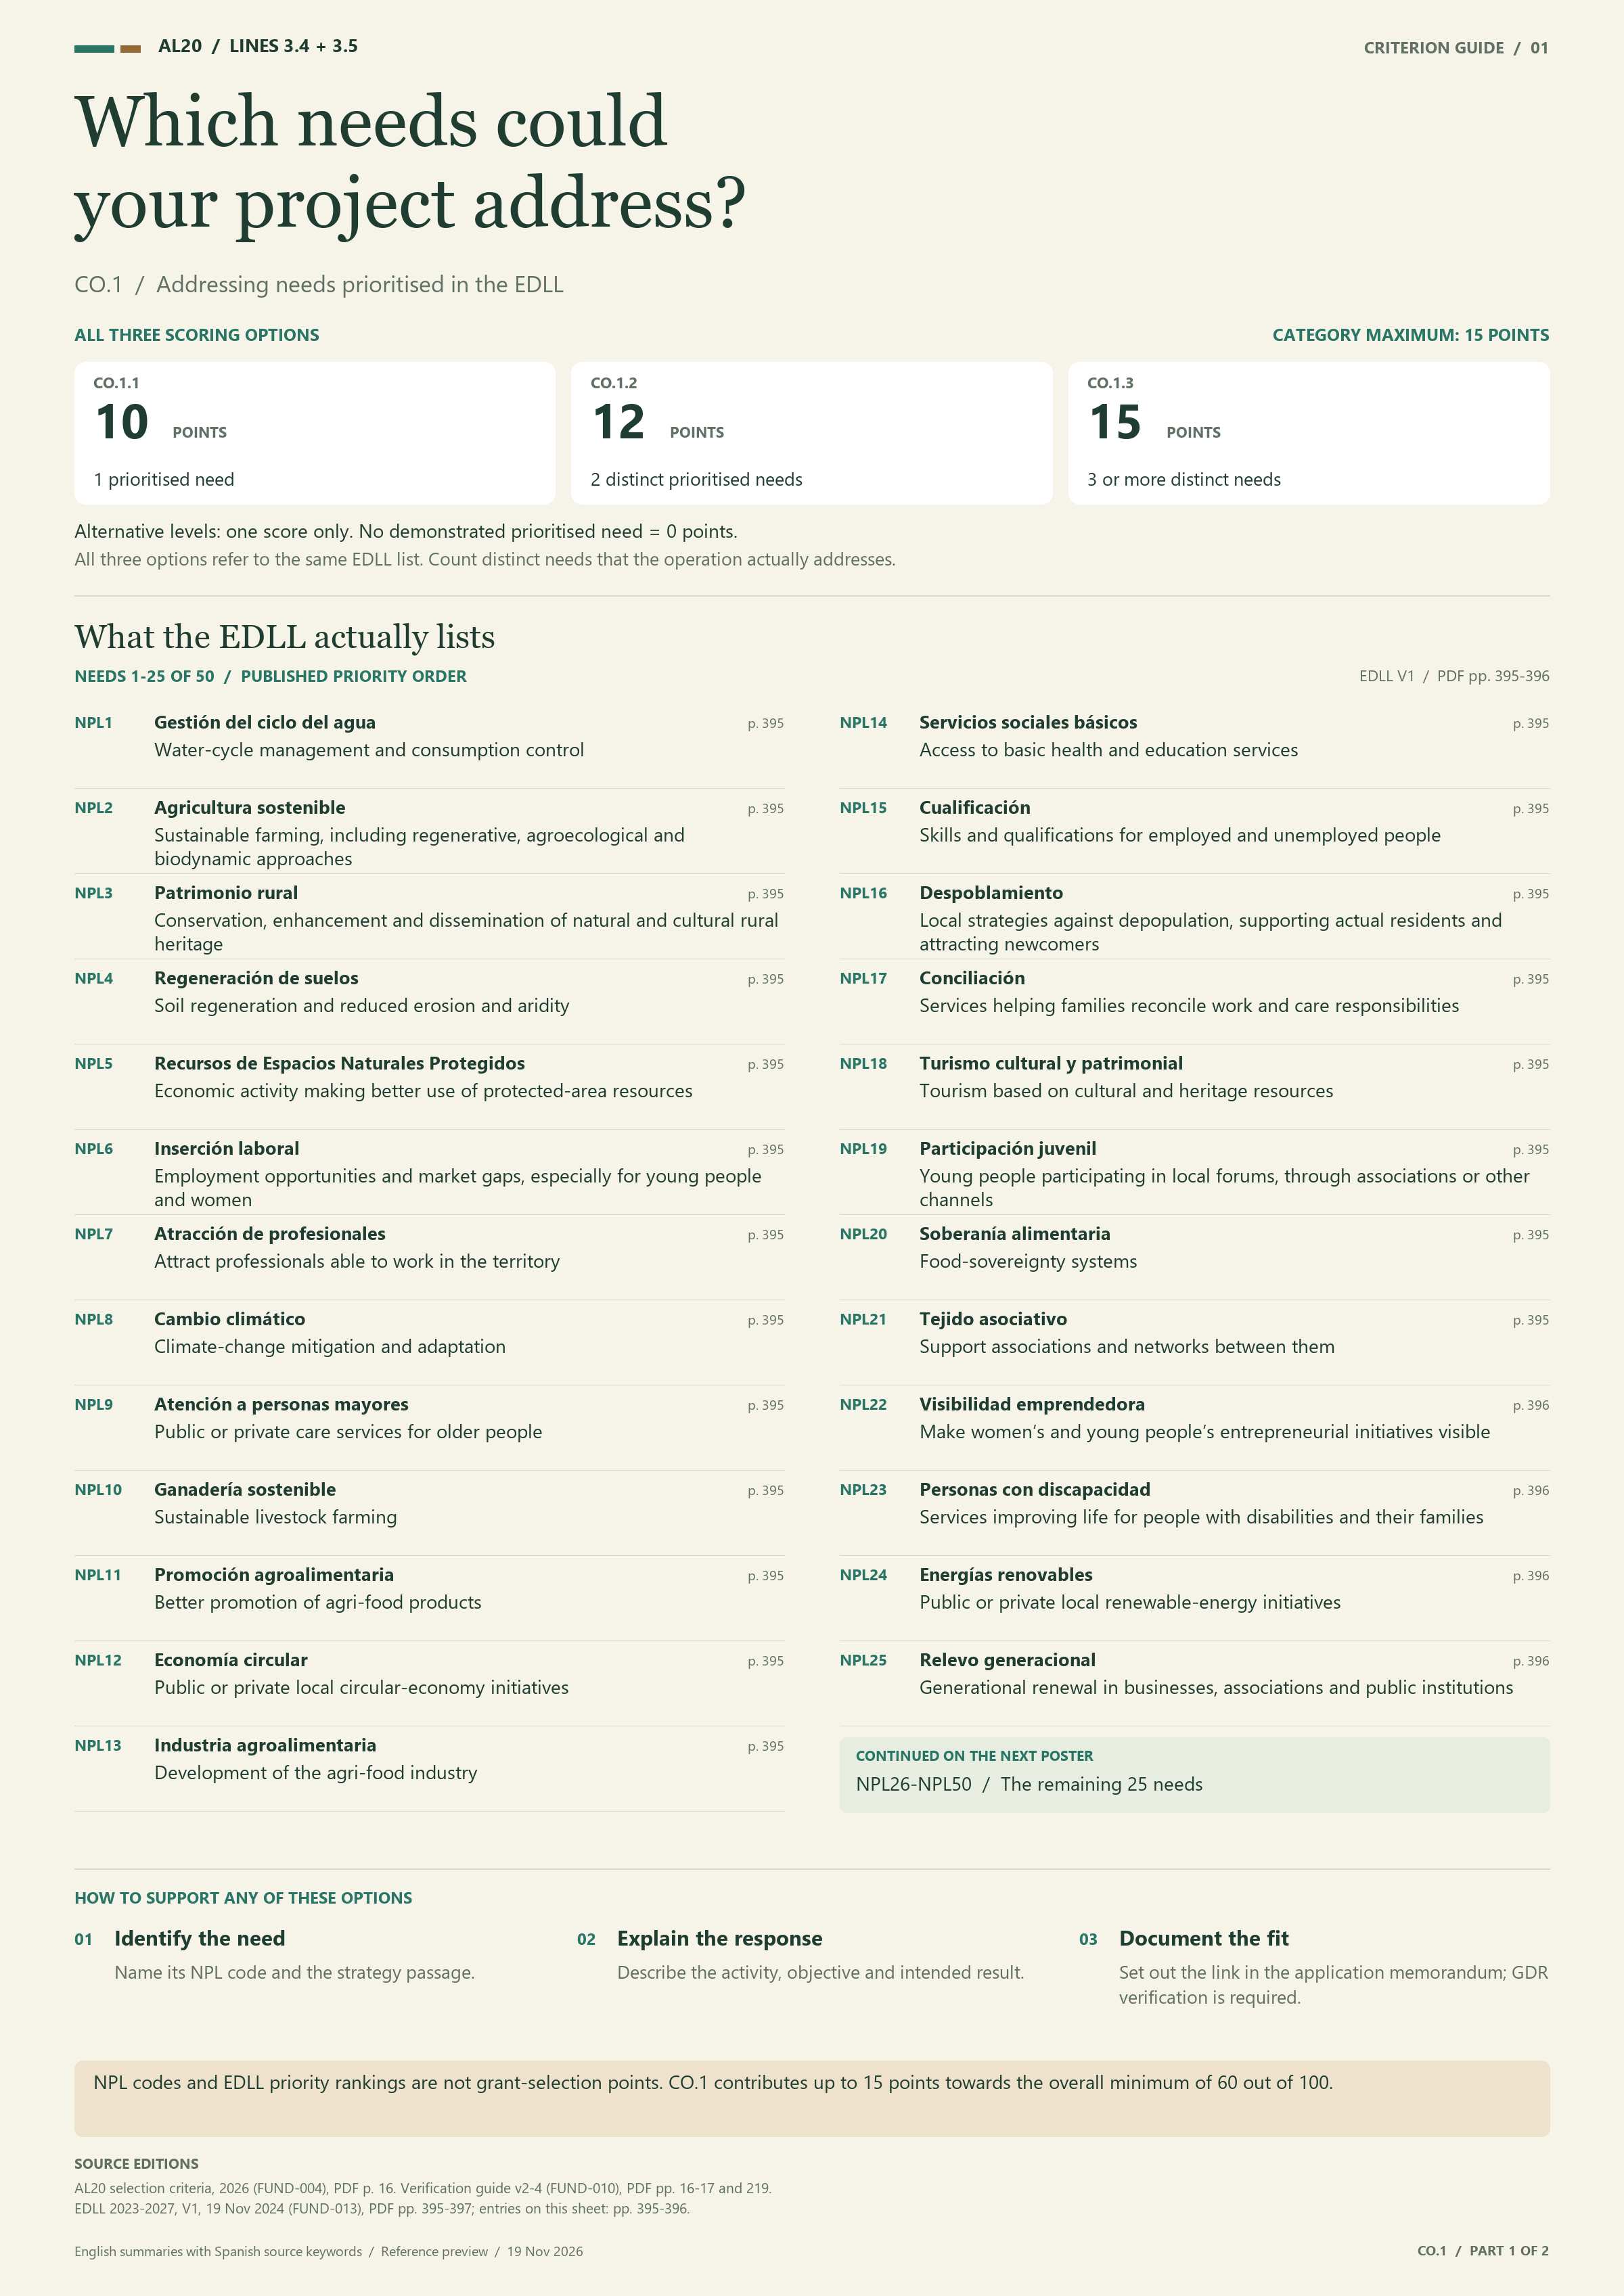 AL20 / LINES 3.4 + 3.5
CRITERION GUIDE / 01
Which needs could
your project address?
CO.1 / Addressing needs prioritised in the EDLL
ALL THREE SCORING OPTIONS
CATEGORY MAXIMUM: 15 POINTS
CO.1.1
10 POINTS
1 prioritised need
CO.1.2
12 POINTS
2 distinct prioritised needs
CO.1.3
15 POINTS
3 or more distinct needs
Alternative levels: one score only. No demonstrated prioritised need = 0 points.
All three options refer to the same EDLL list. Count distinct needs that the operation actually addresses.
What the EDLL actually lists
NEEDS 1-25 OF 50 / PUBLISHED PRIORITY ORDER
EDLL V1 / PDF pp. 395-396
NPL1 Gestión del ciclo del agua p. 395
Water-cycle management and consumption control
NPL2 Agricultura sostenible p. 395
Sustainable farming, including regenerative, agroecological and
biodynamic approaches
NPL3 Patrimonio rural p. 395
Conservation, enhancement and dissemination of natural and cultural rural
heritage
NPL4 Regeneración de suelos p. 395
Soil regeneration and reduced erosion and aridity
NPL5 Recursos de Espacios Naturales Protegidos p. 395
Economic activity making better use of protected-area resources
NPL6 Inserción laboral p. 395
Employment opportunities and market gaps, especially for young people
and women
NPL7 Atracción de profesionales p. 395
Attract professionals able to work in the territory
NPL8 Cambio climático p. 395
Climate-change mitigation and adaptation
NPL9 Atención a personas mayores p. 395
Public or private care services for older people
NPL10 Ganadería sostenible p. 395
Sustainable livestock farming
NPL11 Promoción agroalimentaria p. 395
Better promotion of agri-food products
NPL12 Economía circular p. 395
Public or private local circular-economy initiatives
NPL13 Industria agroalimentaria p. 395
Development of the agri-food industry
NPL14 Servicios sociales básicos p. 395
Access to basic health and education services
NPL15 Cualificación p. 395
Skills and qualifications for employed and unemployed people
NPL16 Despoblamiento p. 395
Local strategies against depopulation, supporting actual residents and
attracting newcomers
NPL17 Conciliación p. 395
Services helping families reconcile work and care responsibilities
NPL18 Turismo cultural y patrimonial p. 395
Tourism based on cultural and heritage resources
NPL19 Participación juvenil p. 395
Young people participating in local forums, through associations or other
channels
NPL20 Soberanía alimentaria p. 395
Food-sovereignty systems
NPL21 Tejido asociativo p. 395
Support associations and networks between them
NPL22 Visibilidad emprendedora p. 396
Make women’s and young people’s entrepreneurial initiatives visible
NPL23 Personas con discapacidad p. 396
Services improving life for people with disabilities and their families
NPL24 Energías renovables p. 396
Public or private local renewable-energy initiatives
NPL25 Relevo generacional p. 396
Generational renewal in businesses, associations and public institutions
CONTINUED ON THE NEXT POSTER
NPL26-NPL50 / The remaining 25 needs
HOW TO SUPPORT ANY OF THESE OPTIONS
01 Identify the need
Name its NPL code and the strategy passage.
02 Explain the response
Describe the activity, objective and intended result.
03 Document the fit
Set out the link in the application memorandum; GDR
verification is required.
NPL codes and EDLL priority rankings are not grant-selection points. CO.1 contributes up to 15 points towards the overall minimum of 60 out of 100.
SOURCE EDITIONS
AL20 selection criteria, 2026 (FUND-004), PDF p. 16. Verification guide v2-4 (FUND-010), PDF pp. 16-17 and 219.
EDLL 2023-2027, V1, 19 Nov 2024 (FUND-013), PDF pp. 395-397; entries on this sheet: pp. 395-396.
English summaries with Spanish source keywords / Reference preview / 19 Nov 2026
CO.1 / PART 1 OF 2